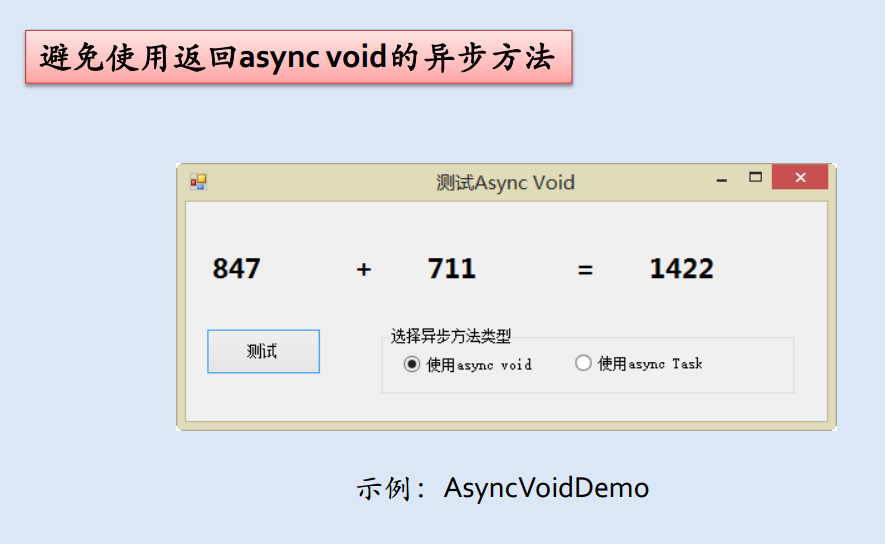 避免使用返回async void的异步方法
测试Async Void
847 + 711 = 1422
测试
选择异步方法类型
使用async void 使用async Task
示例：AsyncVoidDemo